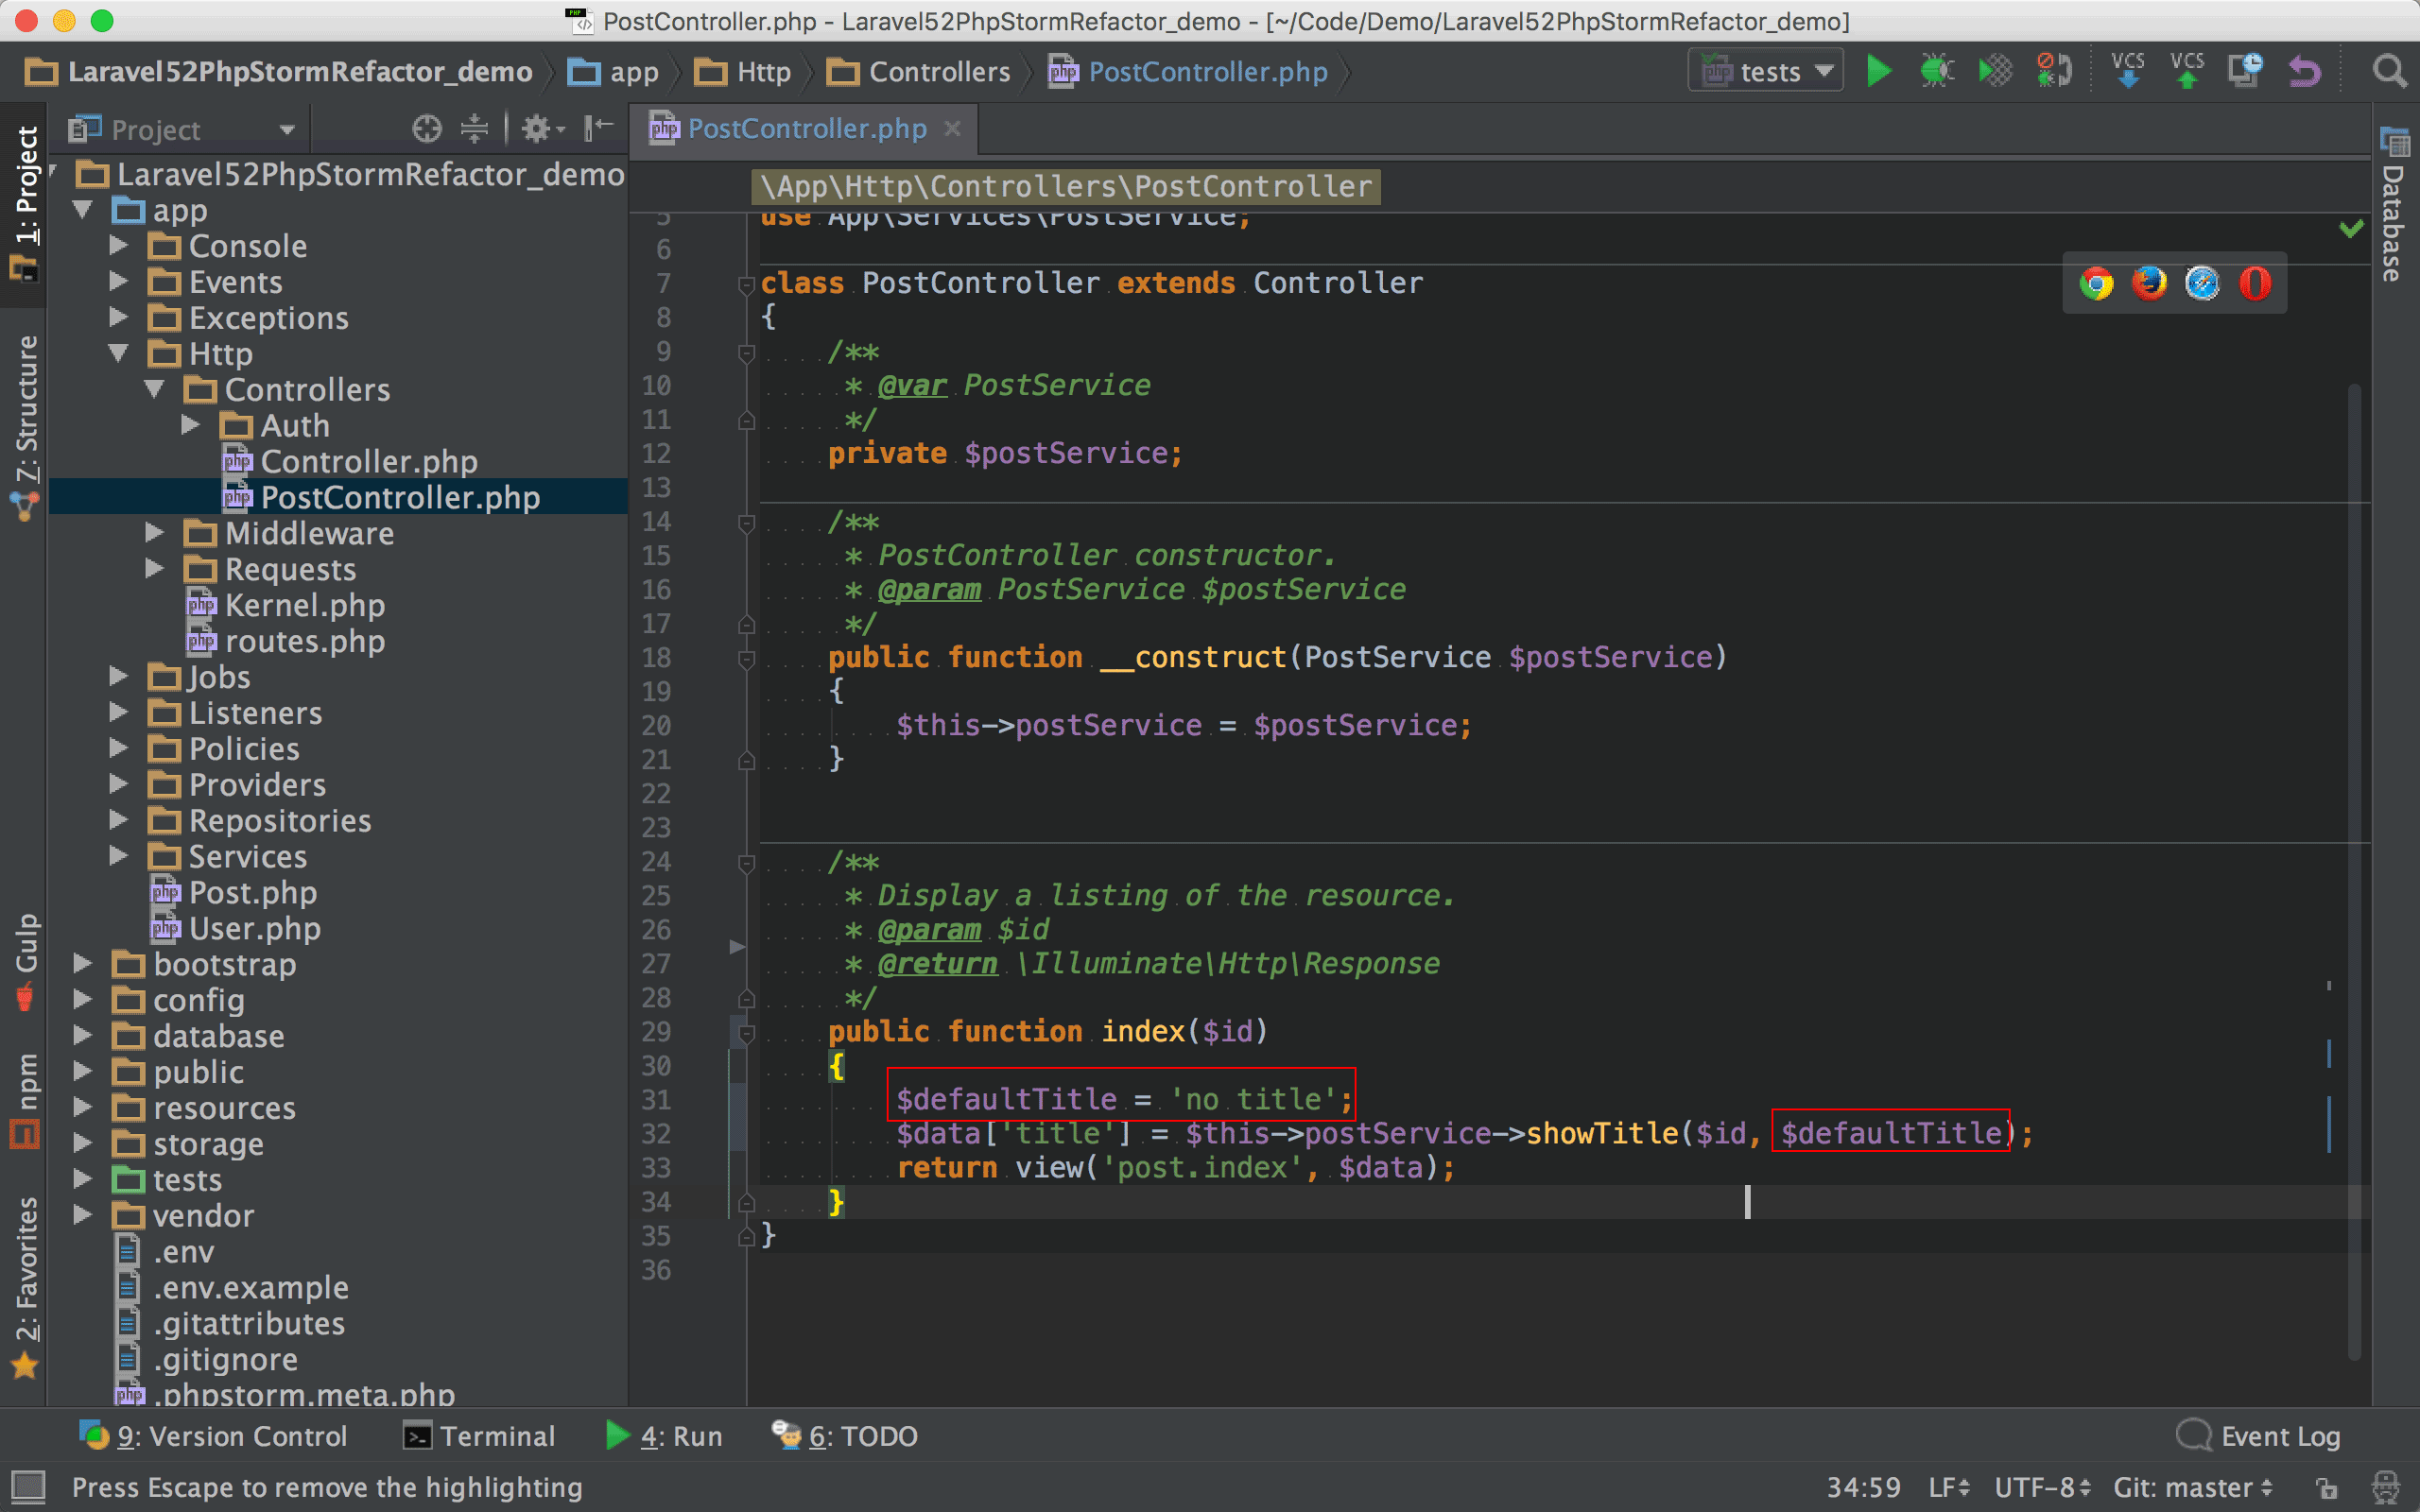 PostController.php - Laravel52PhpStormRefactor_demo - [~/Code/Demo/Laravel52PhpStormRefactor_demo]
Laravel52PhpStormRefactor_demo app Http Controllers PostController.php tests VCS VCS
1: Project
Z: Structure
Gulp
npm
2: Favorites
Project
Laravel52PhpStormRefactor_demo
app
Console
Events
Exceptions
Http
Controllers
Auth
Controller.php
PostController.php
Middleware
Requests
Kernel.php
routes.php
Jobs
Listeners
Policies
Providers
Repositories
Services
Post.php
User.php
bootstrap
config
database
public
resources
storage
tests
vendor
.env
.env.example
.gitattributes
.gitignore
.phpstorm.meta.php
PostController.php
\App\Http\Controllers\PostController
5 use App\Services\PostService;
6
7 class PostController extends Controller
8 {
9 /**
10 * @var PostService
11 */
12 private $postService;
13
14 /**
15 * PostController constructor.
16 * @param PostService $postService
17 */
18 public function __construct(PostService $postService)
19 {
20 $this->postService = $postService;
21 }
22
23
24 /**
25 * Display a listing of the resource.
26 * @param $id
27 * @return \Illuminate\Http\Response
28 */
29 public function index($id)
30 {
31 $defaultTitle = 'no title';
32 $data['title'] = $this->postService->showTitle($id, $defaultTitle);
33 return view('post.index', $data);
34 }
35 }
36
Database
9: Version Control Terminal 4: Run 6: TODO Event Log
Press Escape to remove the highlighting 34:59 LF UTF-8 Git: master